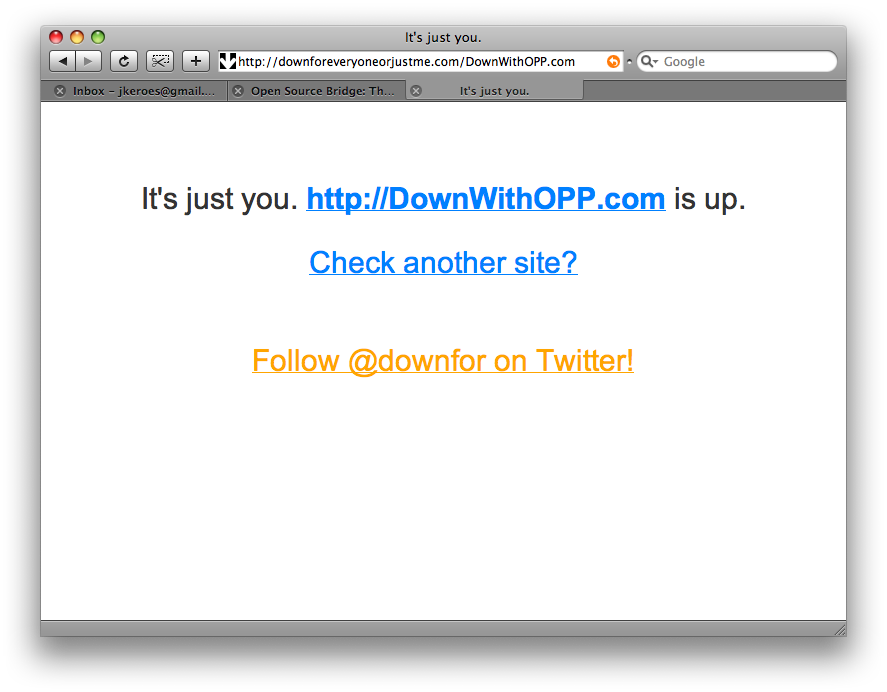 It's just you.
http://downforeveryoneorjustme.com/DownWithOPP.com
Google
Inbox – jkeroes@gmail....
Open Source Bridge: Th...
It's just you.
It's just you. http://DownWithOPP.com is up.
Check another site?
Follow @downfor on Twitter!